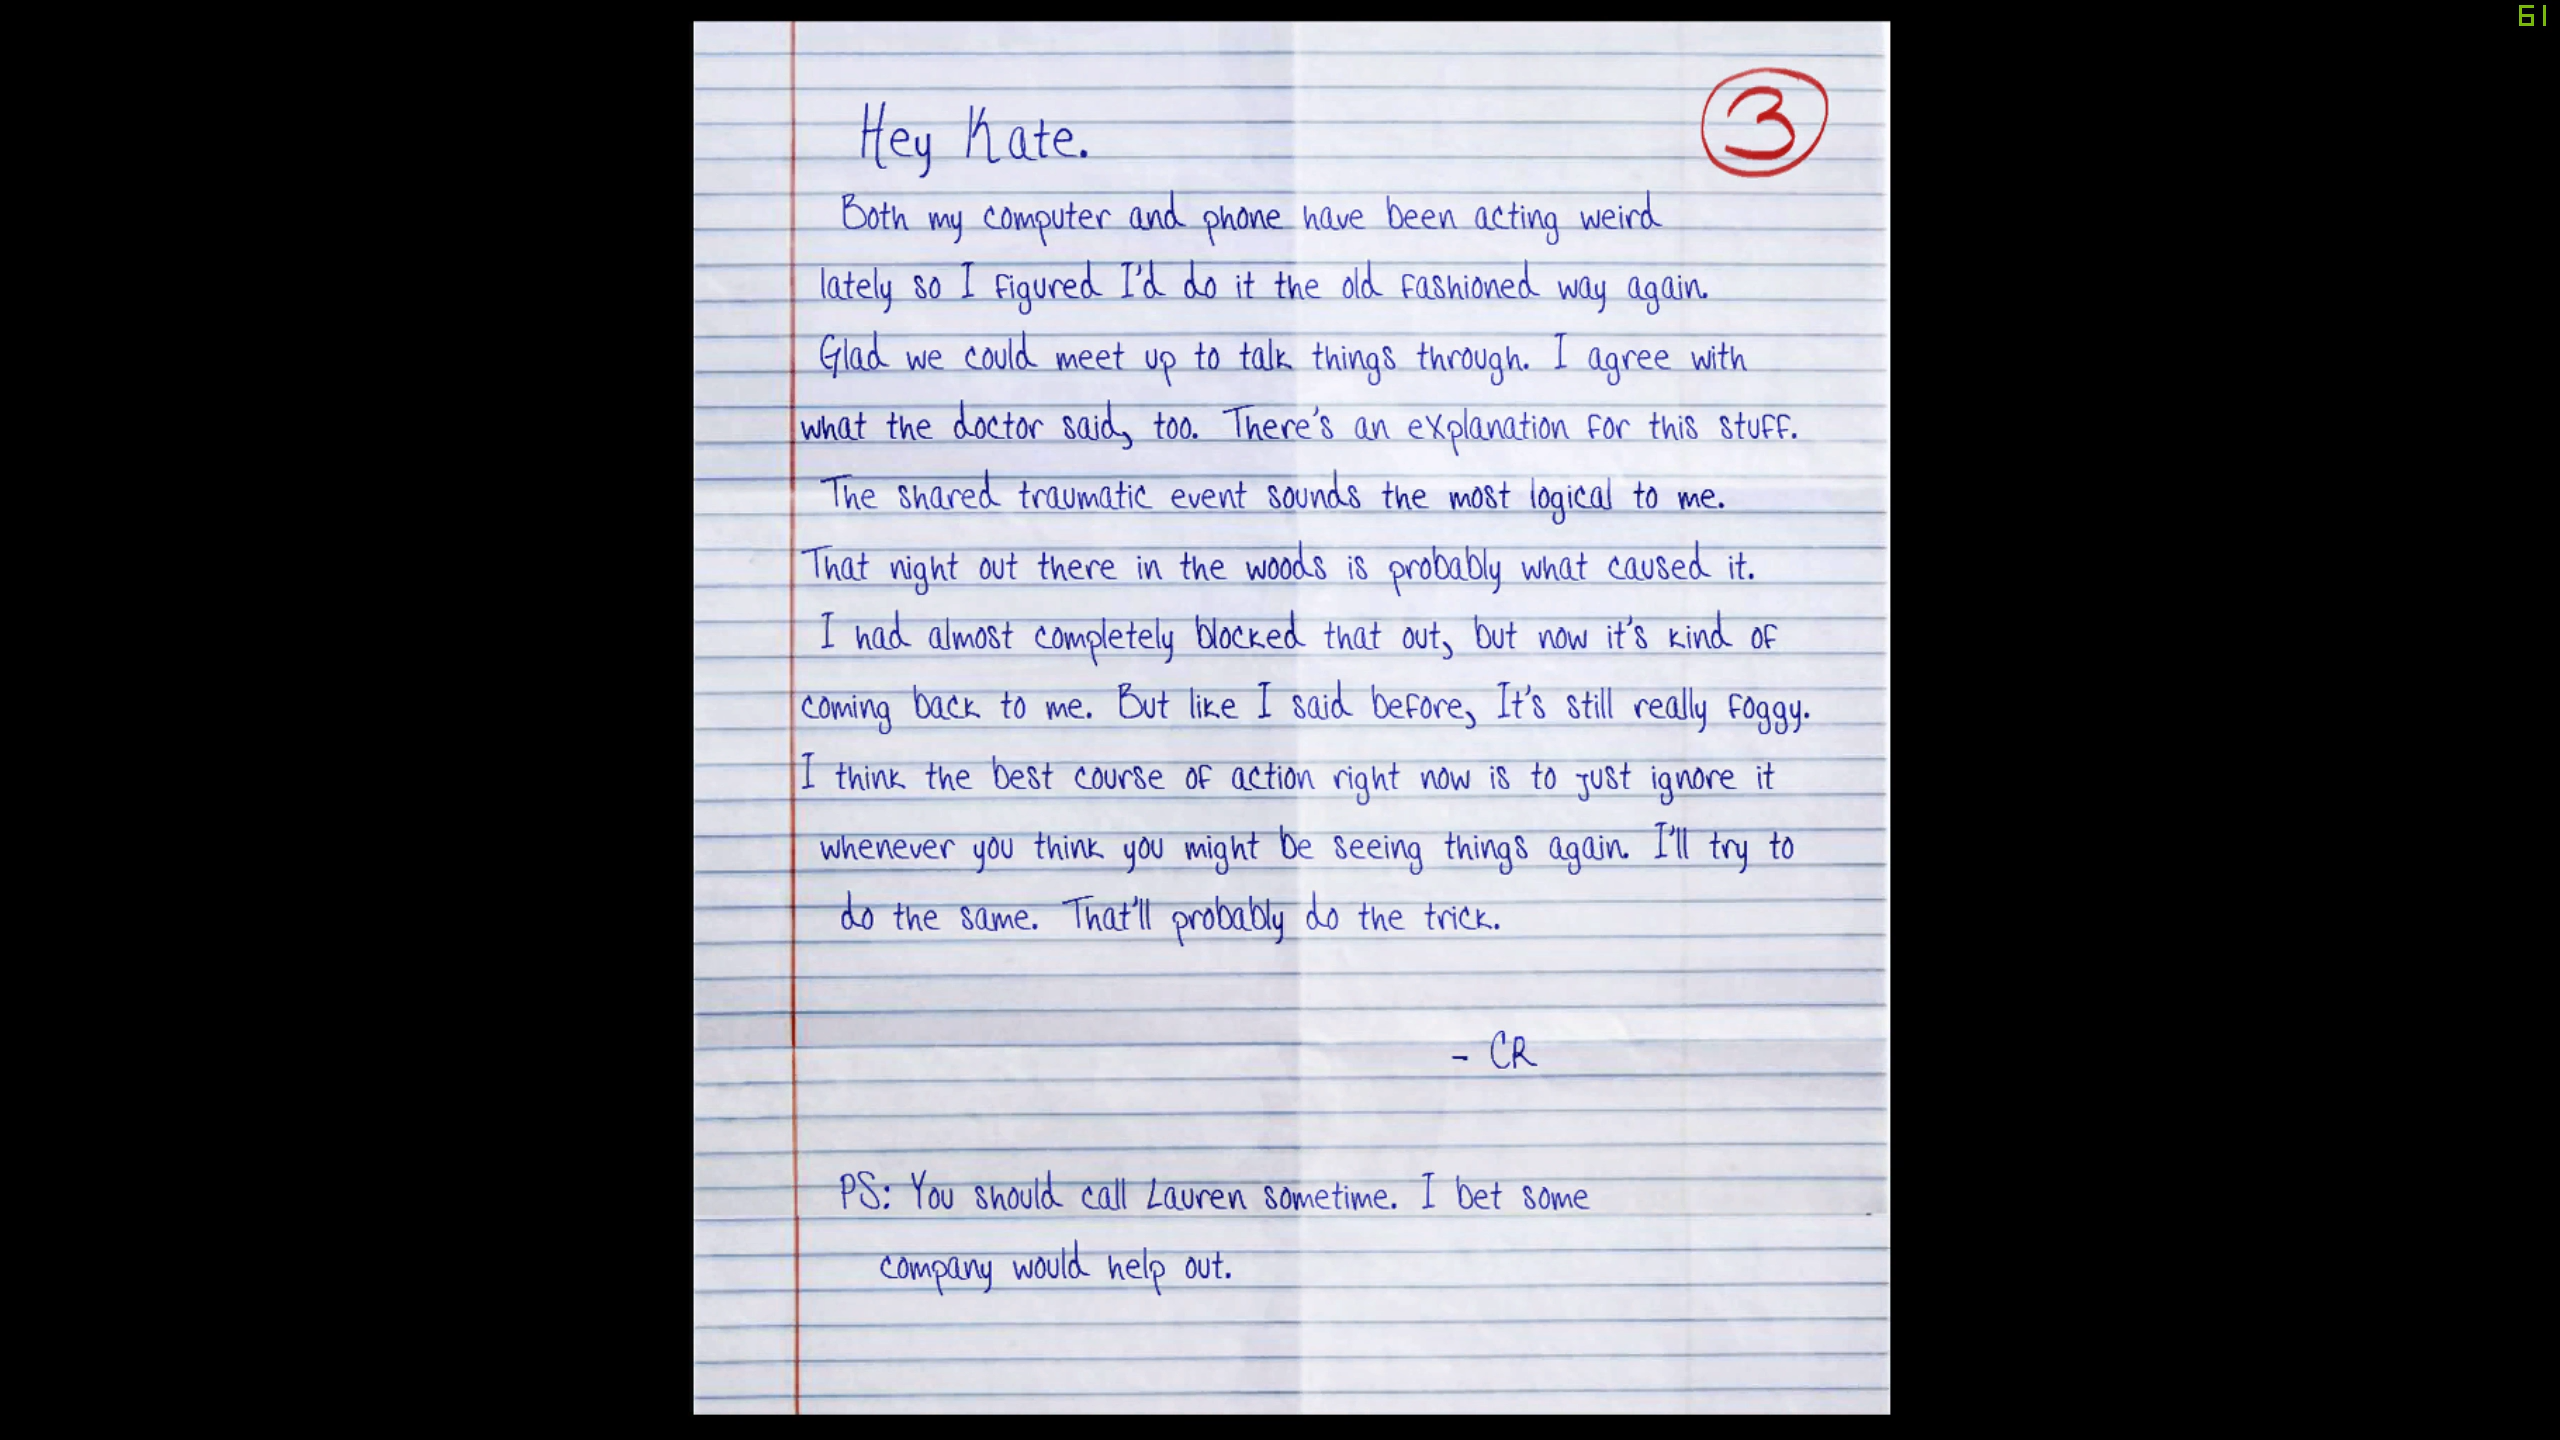 61
3
Hey Kate.
Both my computer and phone have been acting weird
lately so I figured I'd do it the old fashioned way again.
Glad we could meet up to talk things through. I agree with
what the doctor said, too. There's an explanation for this stuff.
The shared traumatic event sounds the most logical to me.
That night out there in the woods is probably what caused it.
I had almost completely blocked that out, but now it's kind of
coming back to me. But like I said before, It's still really foggy.
I think the best course of action right now is to just ignore it
whenever you think you might be seeing things again. I'll try to
do the same. That'll probably do the trick.
- CR
PS: You should call Lauren sometime. I bet some
company would help out.